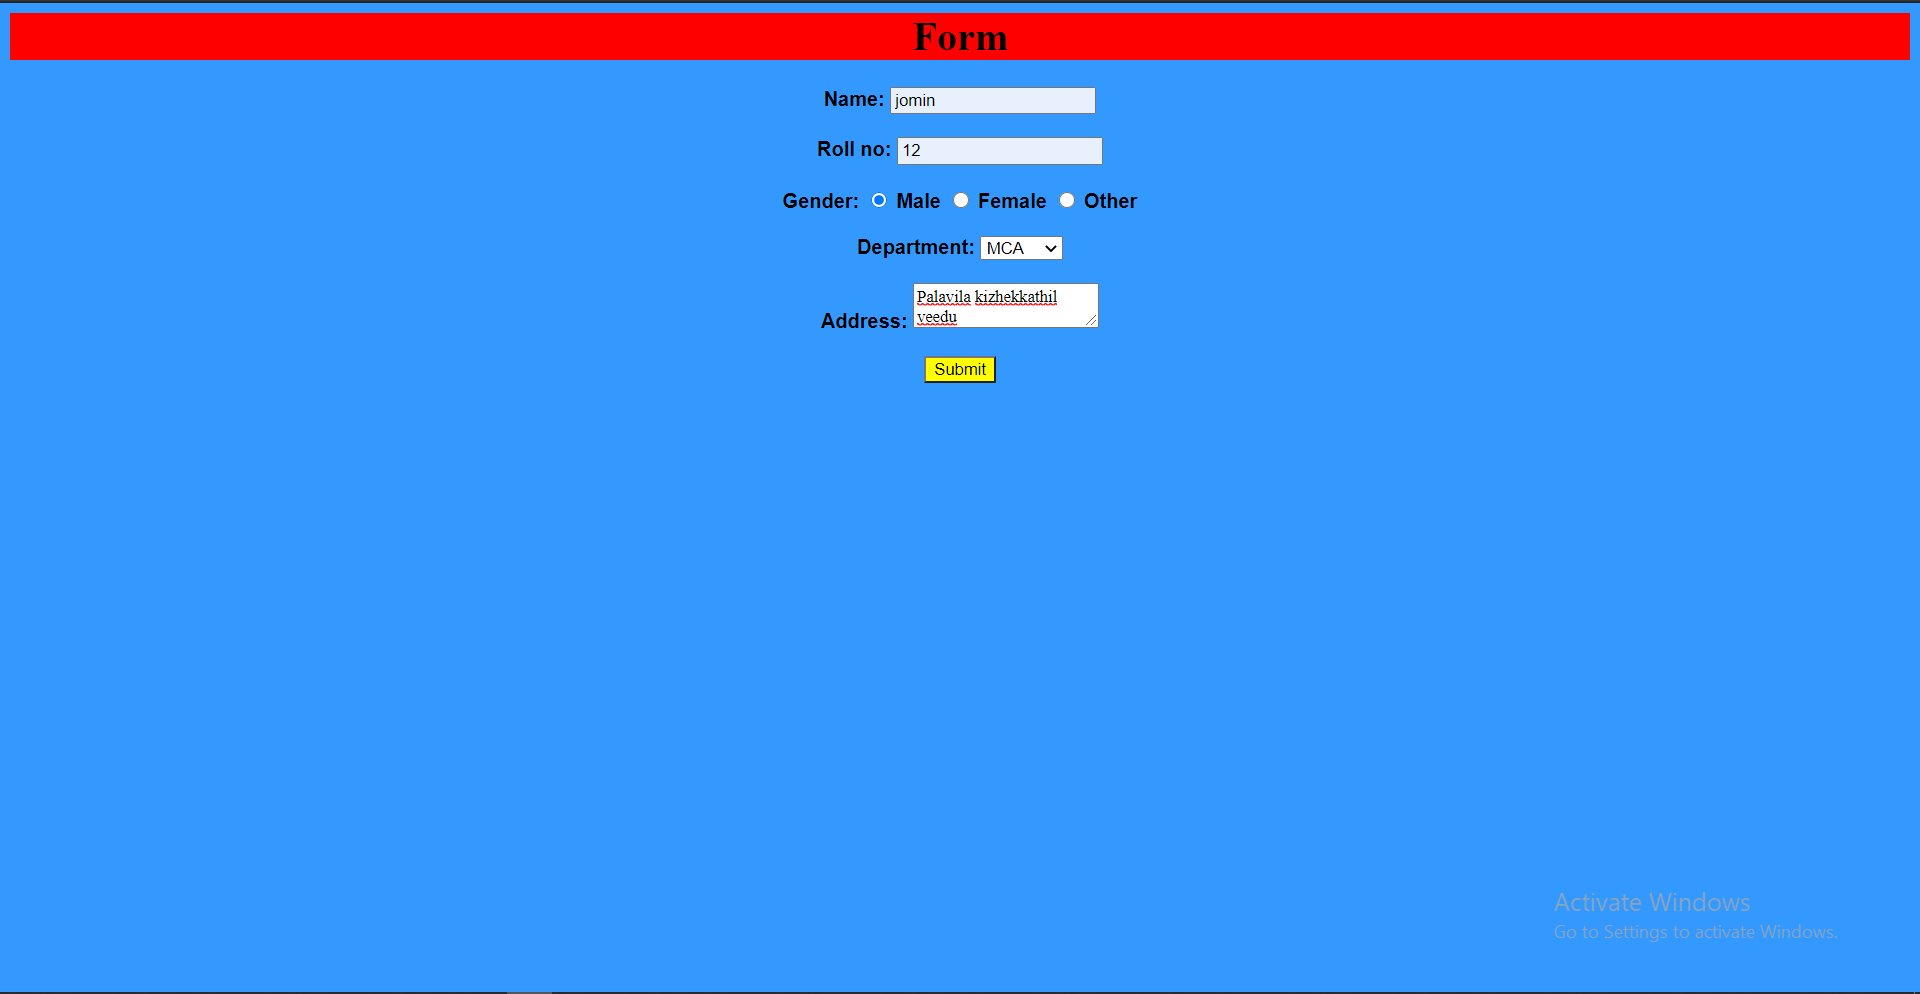 Form
Name: jomin
Roll no: 12
Gender: Male Female Other
Department: MCA
Address: Palavila kizhekkathil
veedu
Submit
Activate Windows
Go to Settings to activate Windows.